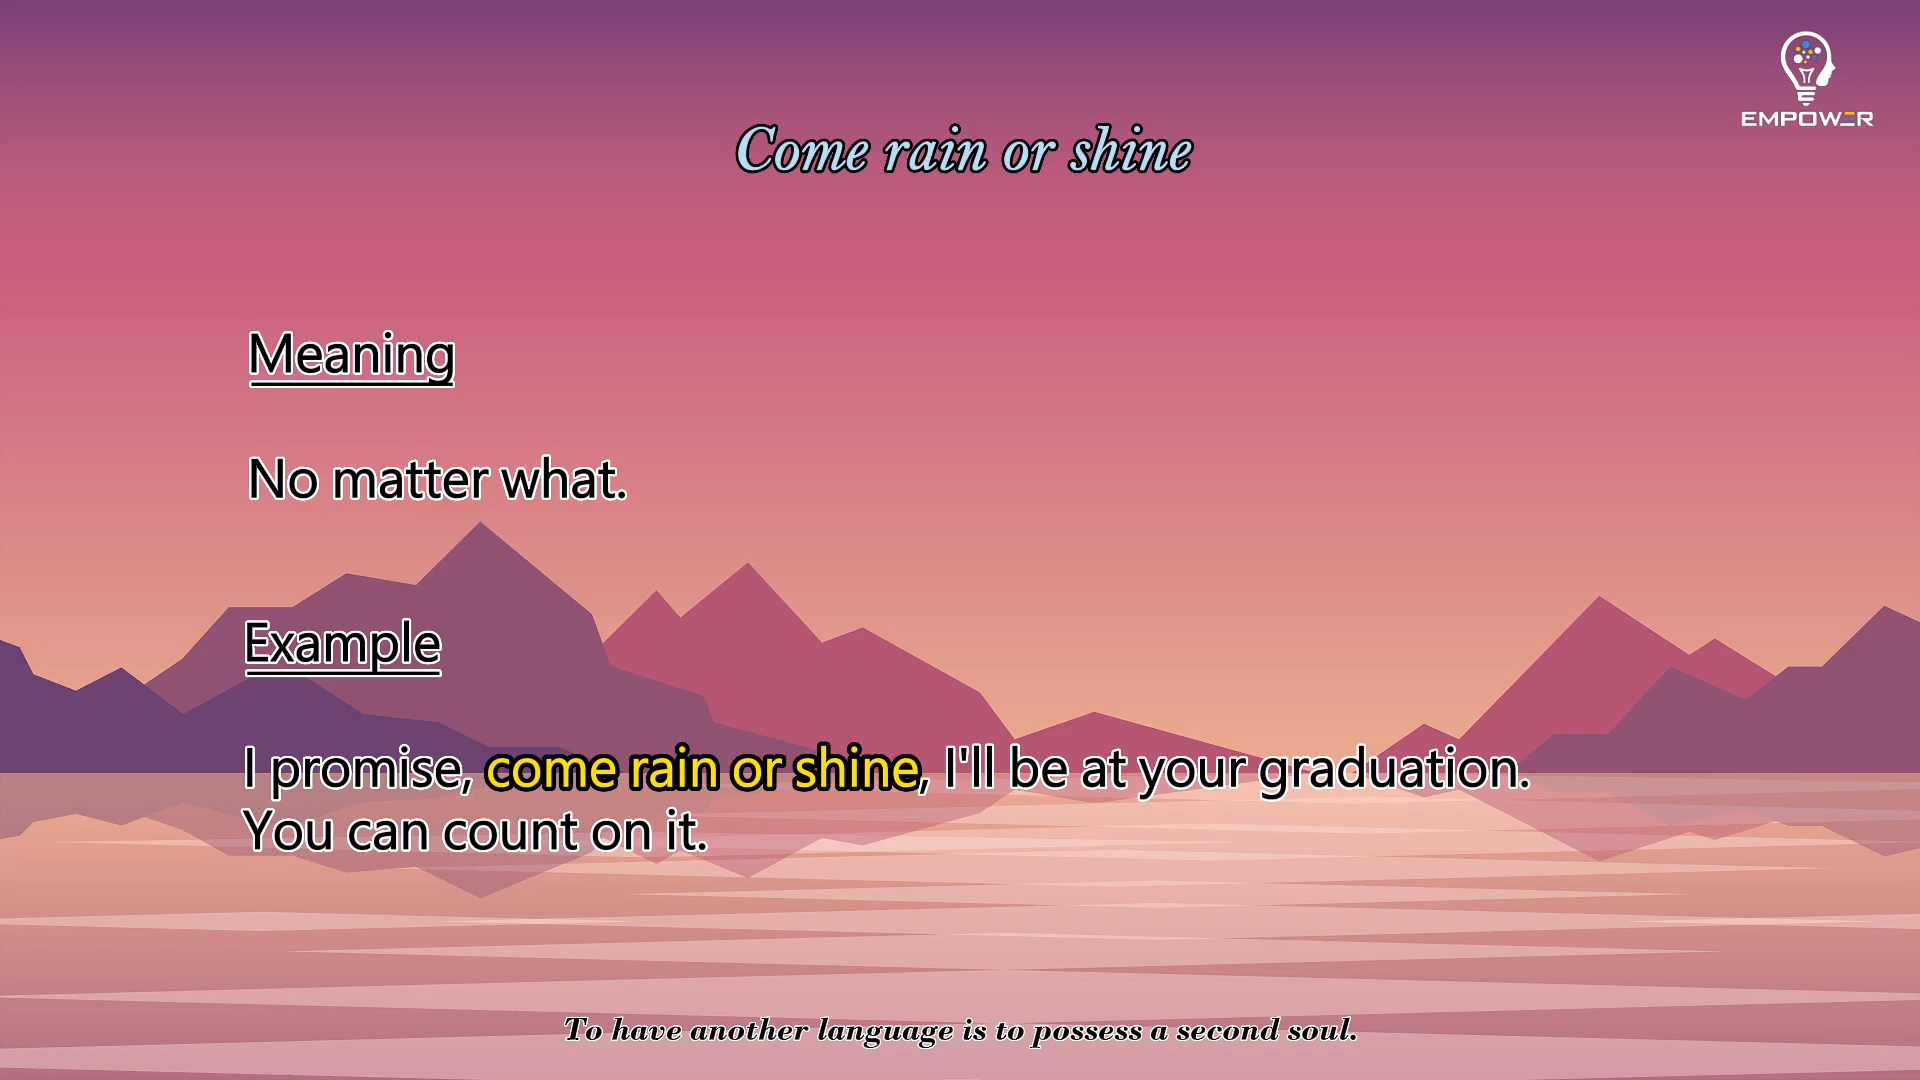 EMPOWER
Come rain or shine
Meaning
No matter what.
Example
I promise, come rain or shine, I'll be at your graduation.
You can count on it.
To have another language is to possess a second soul.